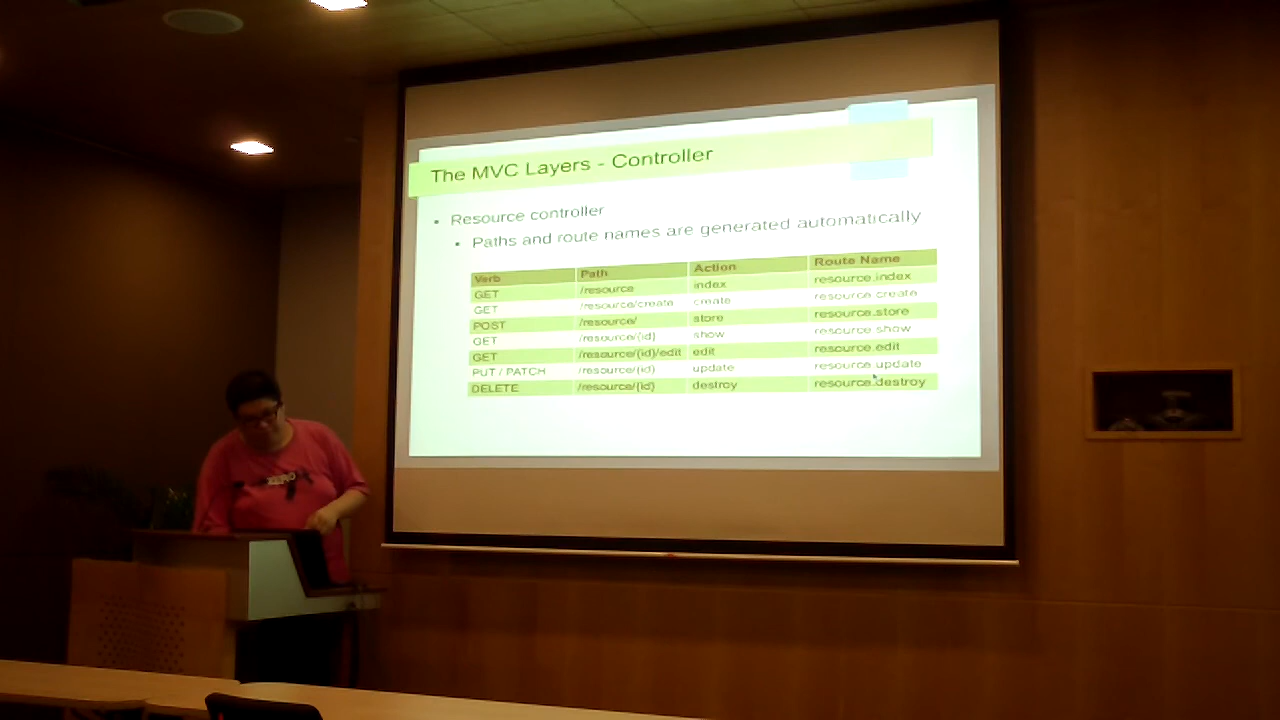 The MVC Layers - Controller
• Resource controller
• Paths and route names are generated automatically
Verb Path Action Route Name
GET /resource index resource.index
GET /resource/create create resource.create
POST /resource/ store resource.store
GET /resource/{id} show resource.show
GET /resource/{id}/edit edit resource.edit
PUT / PATCH /resource/{id} update resource.update
DELETE /resource/{id} destroy resource.destroy